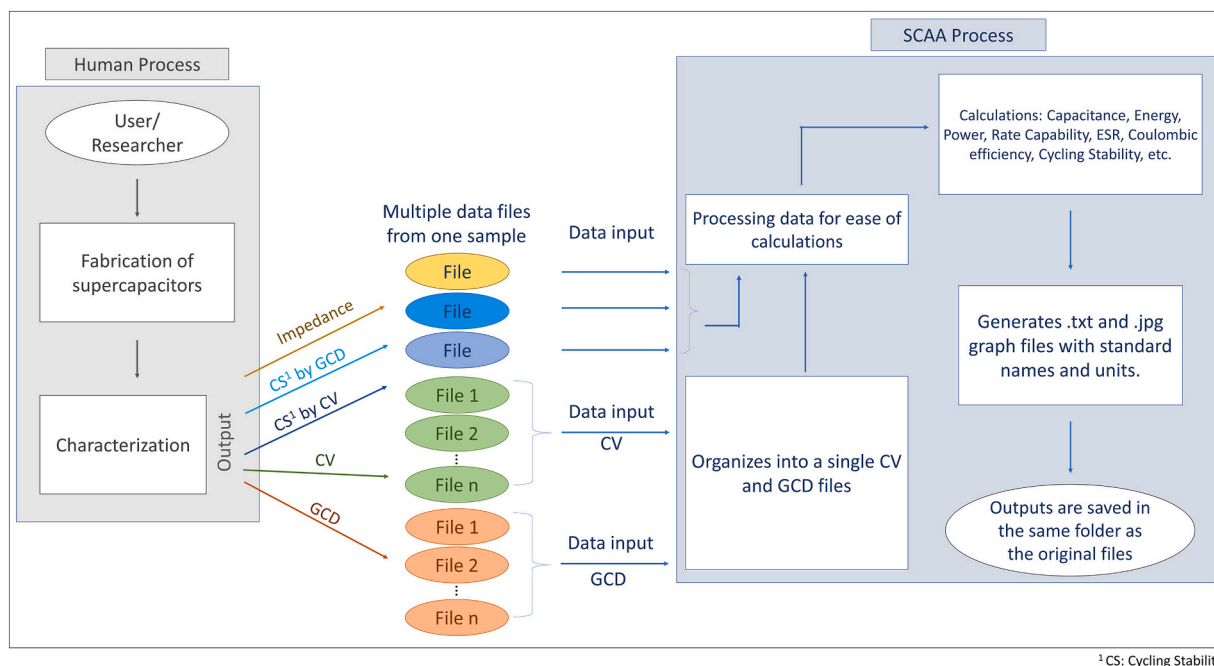 Human Process
User/
Researcher
Fabrication of
supercapacitors
Characterization
Output
Impedance
CS¹ by GCD
CS¹ by CV
CV
GCD
Multiple data files
from one sample
File
File
File
File 1
File 2
File n
File 1
File 2
File n
Data input
Data input
CV
Data input
GCD
SCAA Process
Processing data for ease of
calculations
Organizes into a single CV
and GCD files
Calculations: Capacitance, Energy,
Power, Rate Capability, ESR, Coulombic
efficiency, Cycling Stability, etc.
Generates .txt and .jpg
graph files with standard
names and units.
Outputs are saved in
the same folder as
the original files
¹ CS: Cycling Stabilit